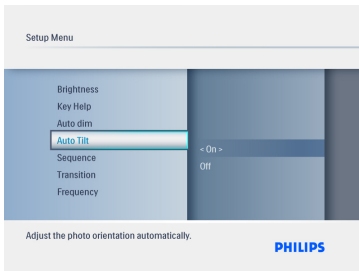 Setup Menu
Brightness
Key Help
Auto dim
Auto Tilt
Sequence
Transition
Frequency
< On >
Off
Adjust the photo orientation automatically.
PHILIPS